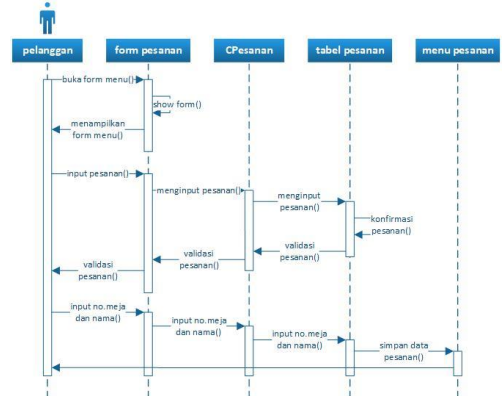 pelanggan
form pesanan
CPesanan
tabel pesanan
menu pesanan
buka form menu()
show form()
menampilkan
form menu()
input pesanan()
menginput pesanan()
menginput
pesanan()
konfirmasi
pesanan()
validasi
pesanan()
validasi
pesanan()
validasi
pesanan()
input no.meja
dan nama()
input no.meja
dan nama()
input no.meja
dan nama()
simpan data
pesanan()